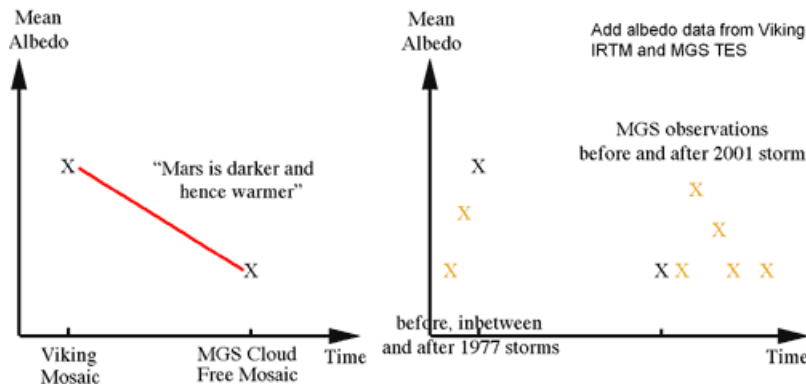 Mean
Albedo
X
"Mars is darker and
hence warmer"
X
Viking
Mosaic
MGS Cloud
Free Mosaic
Time
Mean
Albedo
Add albedo data from Viking
IRTM and MGS TES
MGS observations
before and after 2001 storm
X
X
X
X
X
X
X
X
X
before, inbetween
and after 1977 storms
Time